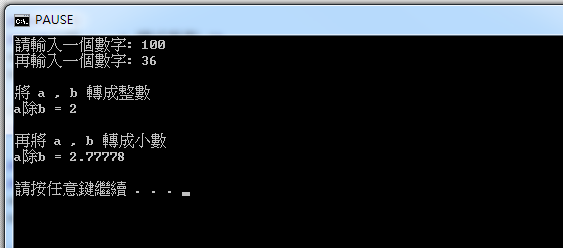 C:\. PAUSE
請輸入一個數字: 100
再輸入一個數字: 36
將 a , b 轉成整數
a除b = 2
再將 a , b 轉成小數
a除b = 2.77778
請按任意鍵繼續 . . .